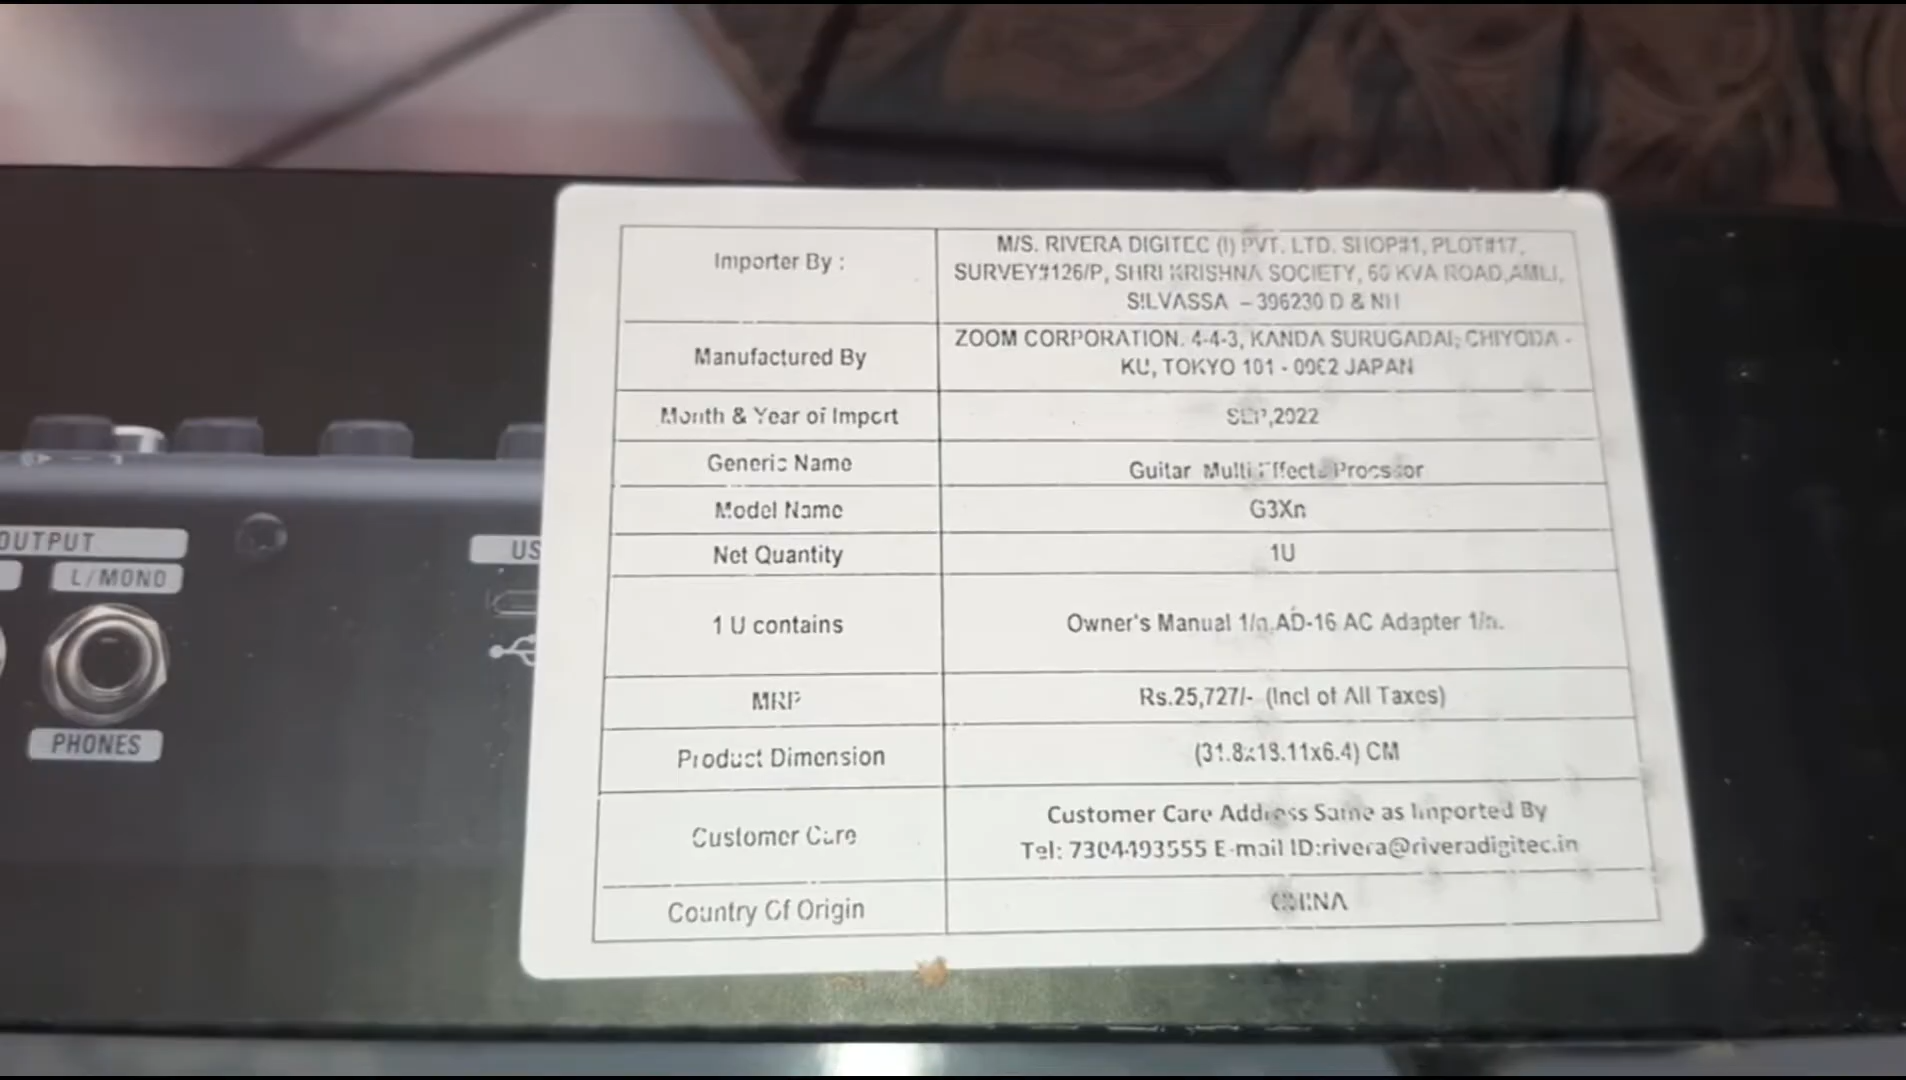 Importer By :
M/S. RIVERA DIGITEC (I) PVT. LTD. SHOP#1, PLOT#17,
SURVEY#126/P, SHRI KRISHNA SOCIETY, 60 KVA ROAD,AMLI,
SILVASSA – 396230 D & NH
Manufactured By
ZOOM CORPORATION. 4-4-3, KANDA SURUGADAI, CHIYODA -
KU, TOKYO 101 - 0062 JAPAN
Month & Year of Import
SEP,2022
Generic Name
Guitar Multi Effects Procssor
Model Name
G3Xn
Net Quantity
1U
1 U contains
Owner's Manual 1/n.AD-16 AC Adapter 1/n.
MRP
Rs.25,727/- (Incl of All Taxes)
Product Dimension
(31.8x18.11x6.4) CM
Customer Care
Customer Care Address Same as Imported By
Tel: 7304493555 E-mail ID:rivera@riveradigitec.in
Country Of Origin
CHINA
OUTPUT
L/MONO
PHONES
US